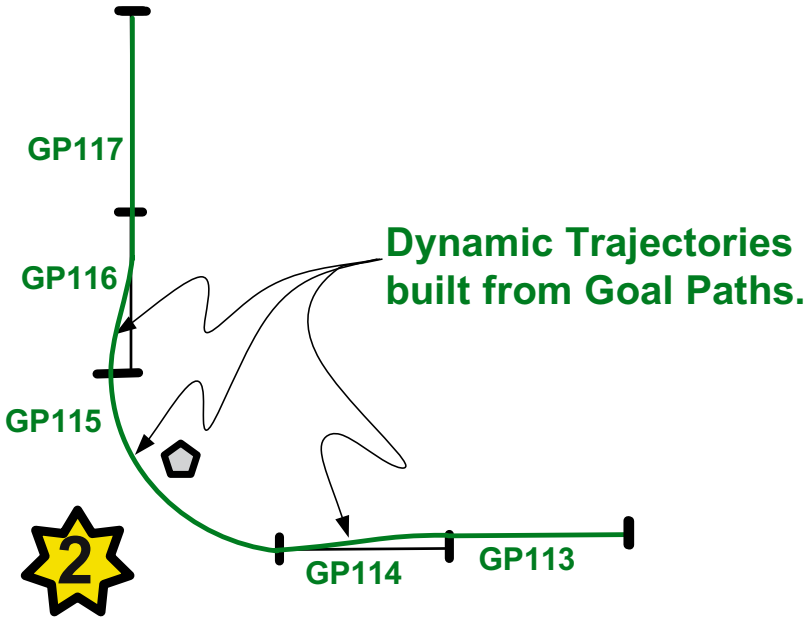 GP117
GP116
Dynamic Trajectories
built from Goal Paths.
GP115
2
GP114
GP113